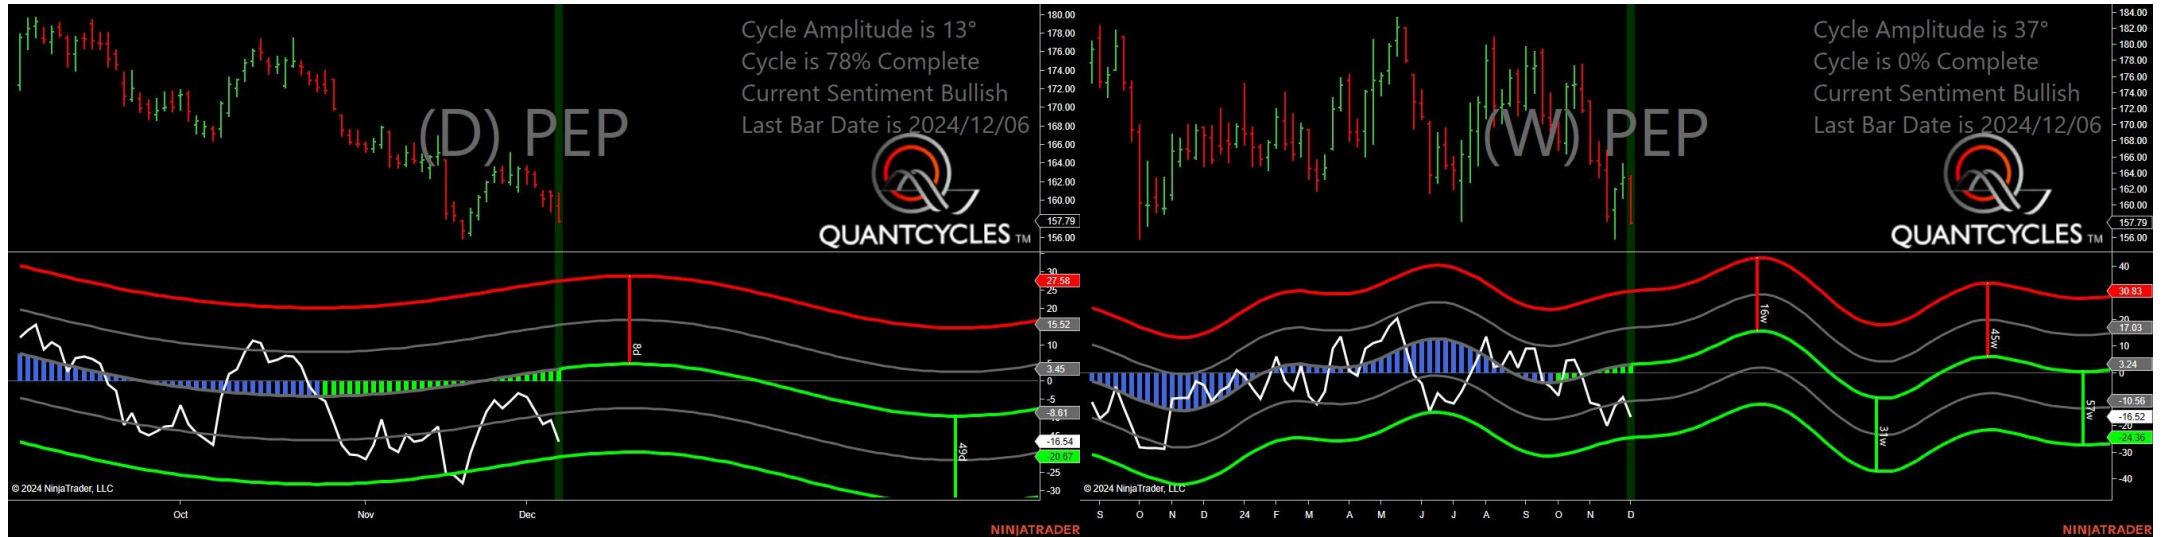 Cycle Amplitude is 13°
Cycle is 78% Complete
Current Sentiment Bullish
Last Bar Date is 2024/12/06
(D) PEP
QUANTCYCLES TM
180.00
178.00
176.00
174.00
172.00
170.00
168.00
166.00
164.00
162.00
160.00
157.79
156.00
30
27.58
25
20
15.52
10
3.45
0
-5
-8.61
-16.54
-20.67
-25
-30
8d
49d
© 2024 NinjaTrader, LLC
Oct Nov Dec
NINJATRADER
Cycle Amplitude is 37°
Cycle is 0% Complete
Current Sentiment Bullish
Last Bar Date is 2024/12/06
(W) PEP
QUANTCYCLES TM
184.00
182.00
180.00
178.00
176.00
174.00
172.00
170.00
168.00
166.00
164.00
162.00
160.00
157.79
156.00
40
30.83
20
17.03
10
3.24
0
-10.56
-16.52
-20
-24.36
-30
-40
16w
31w
45w
57w
© 2024 NinjaTrader, LLC
S O N D 24 F M A M J J A S O N D
NINJATRADER